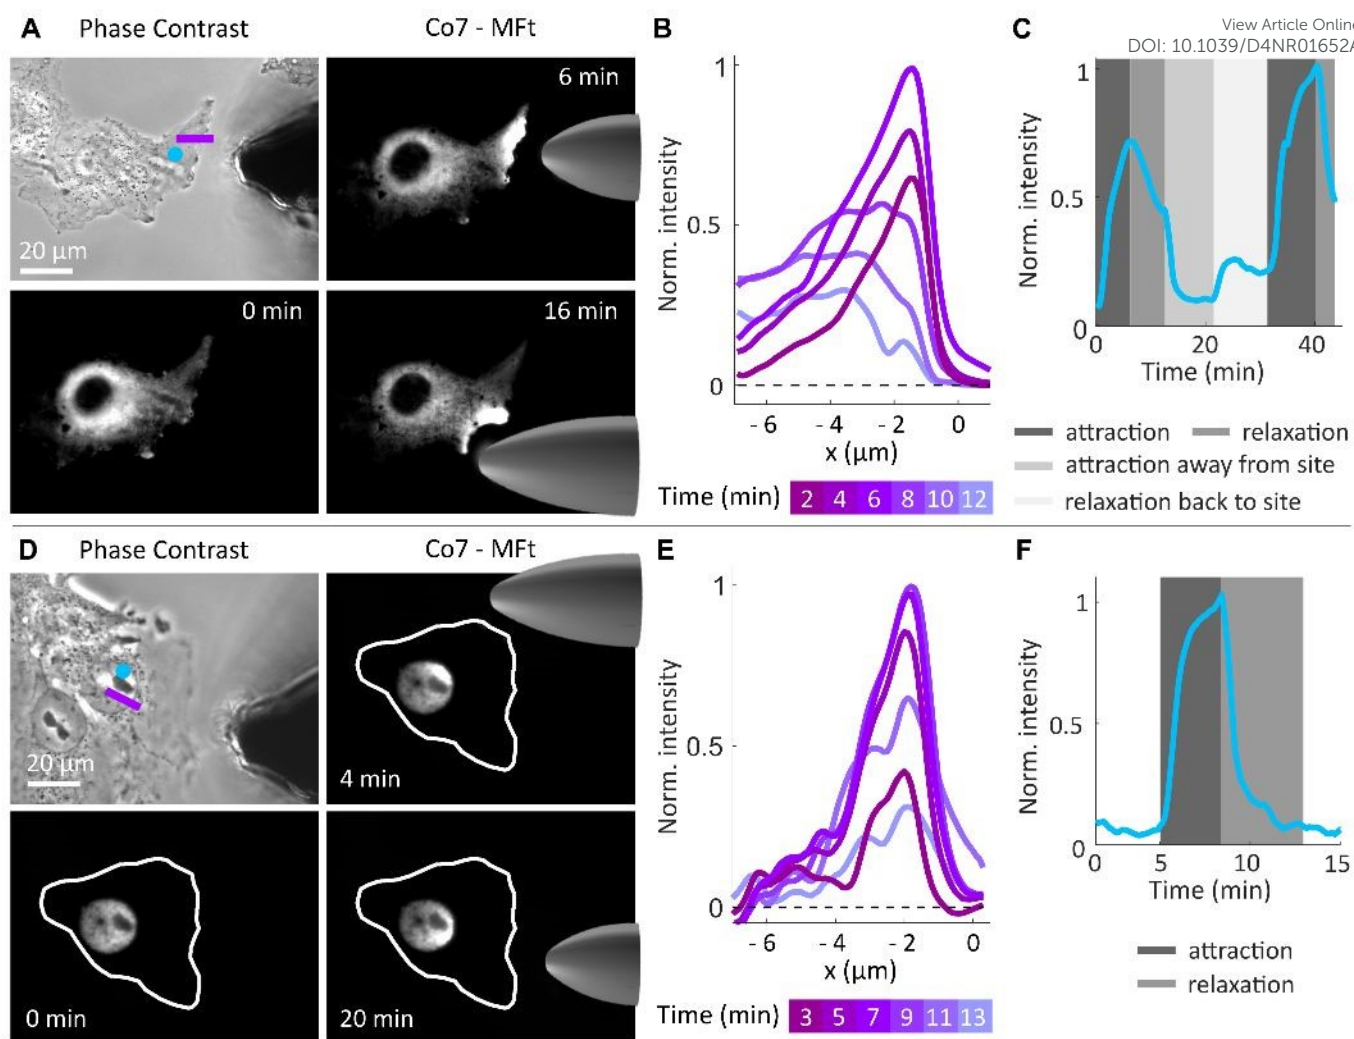 View Article Online
DOI: 10.1039/D4NR01652A
A
Phase Contrast
Co7 - MFt
20 µm
6 min
0 min
16 min
B
Norm. intensity
1
0.5
0
- 6
- 4
- 2
0
x (µm)
Time (min) 2 4 6 8 10 12
C
Norm. intensity
1
0.5
0
0
20
40
Time (min)
attraction
relaxation
attraction away from site
relaxation back to site
D
Phase Contrast
Co7 - MFt
20 µm
4 min
0 min
20 min
E
Norm. intensity
1
0.5
0
- 6
- 4
- 2
0
x (µm)
Time (min) 3 5 7 9 11 13
F
Norm. intensity
1
0.5
0
0
5
10
15
Time (min)
attraction
relaxation